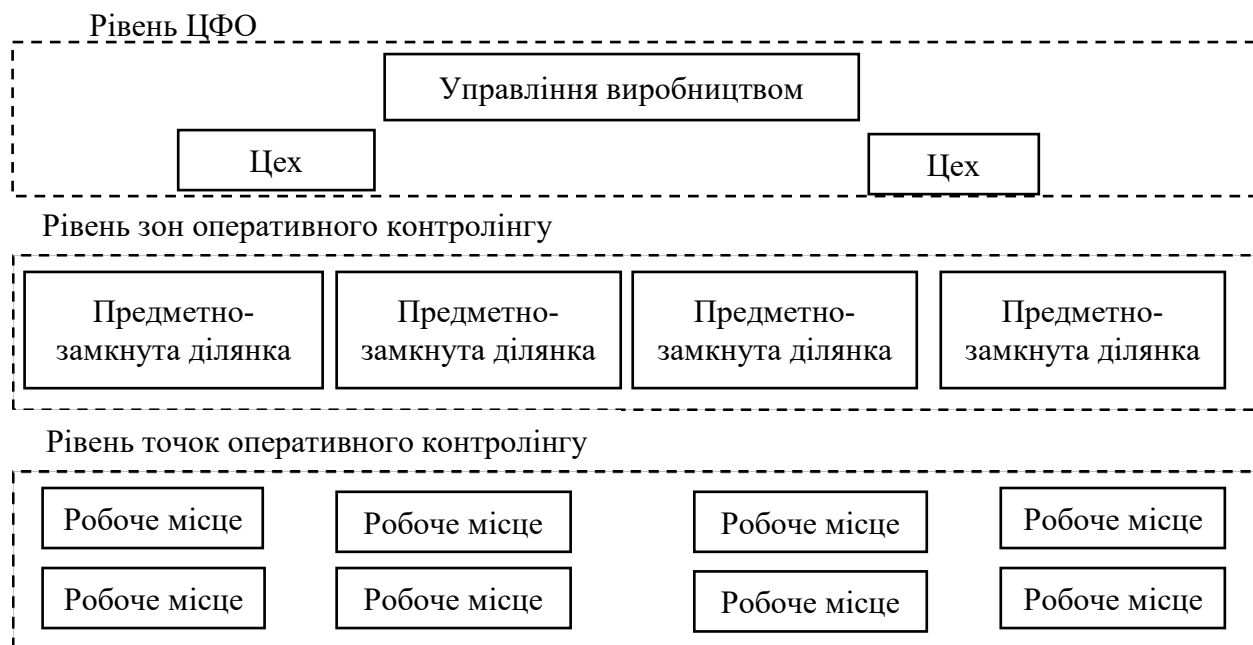 Рівень ЦФО
Управління виробництвом
Цех
Цех
Рівень зон оперативного контролінгу
Предметно-
замкнута ділянка
Предметно-
замкнута ділянка
Предметно-
замкнута ділянка
Предметно-
замкнута ділянка
Рівень точок оперативного контролінгу
Робоче місце
Робоче місце
Робоче місце
Робоче місце
Робоче місце
Робоче місце
Робоче місце
Робоче місце